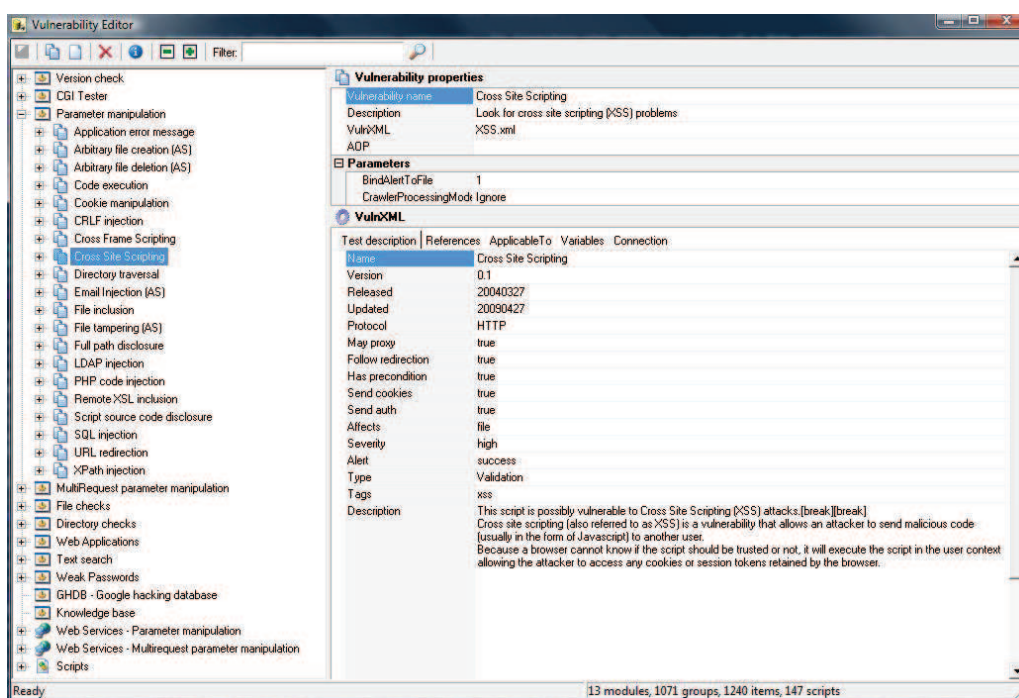 Vulnerability Editor
Filter:
Version check
CGI Tester
Parameter manipulation
Application error message
Arbitrary file creation (AS)
Arbitrary file deletion (AS)
Code execution
Cookie manipulation
CRLF injection
Cross Frame Scripting
Cross Site Scripting
Directory traversal
Email Injection (AS)
File inclusion
File tampering (AS)
Full path disclosure
LDAP injection
PHP code injection
Remote XSL inclusion
Script source code disclosure
SQL injection
URL redirection
XPath injection
MultiRequest parameter manipulation
File checks
Directory checks
Web Applications
Text search
Weak Passwords
GHDB - Google hacking database
Knowledge base
Web Services - Parameter manipulation
Web Services - Multirequest parameter manipulation
Scripts
Vulnerability properties
Vulnerability name Cross Site Scripting
Description Look for cross site scripting (XSS) problems
VulnXML XSS.xml
AOP
Parameters
BindAlertToFile 1
CrawlerProcessingMode Ignore
VulnXML
Test description References ApplicableTo Variables Connection
Name Cross Site Scripting
Version 0.1
Released 20040327
Updated 20090427
Protocol HTTP
May proxy true
Follow redirection true
Has precondition true
Send cookies true
Send auth true
Affects file
Severity high
Alert success
Type Validation
Tags xss
Description This script is possibly vulnerable to Cross Site Scripting (XSS) attacks.[break][break]
Cross site scripting (also referred to as XSS) is a vulnerability that allows an attacker to send malicious code
(usually in the form of Javascript) to another user.
Because a browser cannot know if the script should be trusted or not, it will execute the script in the user context
allowing the attacker to access any cookies or session tokens retained by the browser.
Ready
13 modules, 1071 groups, 1240 items, 147 scripts